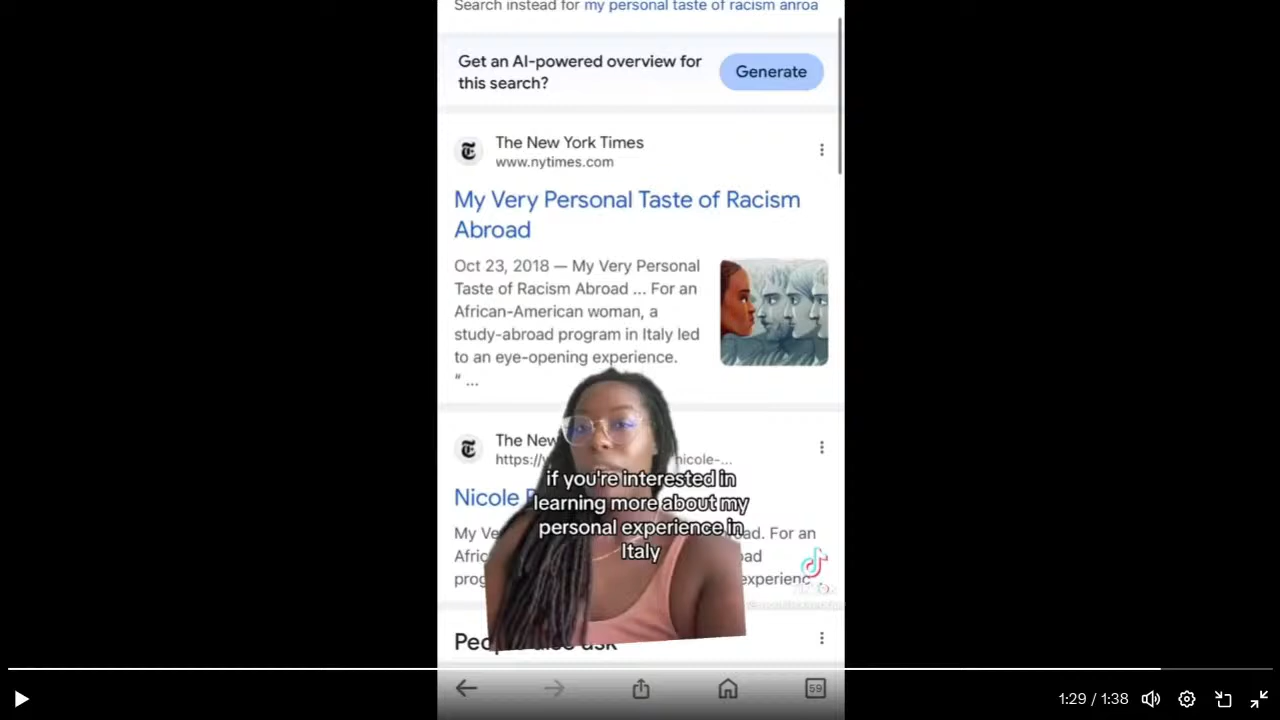 Search instead for my personal taste of racism anroa
Get an AI-powered overview for
this search?
Generate
The New York Times
www.nytimes.com
My Very Personal Taste of Racism
Abroad
Oct 23, 2018 — My Very Personal
Taste of Racism Abroad ... For an
African-American woman, a
study-abroad program in Italy led
to an eye-opening experience.
“ ...
The New
https:// nicole-...
Nicole
My Ve ad. For an
Afric ad
prog experienc
if you're interested in
learning more about my
personal experience in
Italy
People also ask
59
1:29 / 1:38